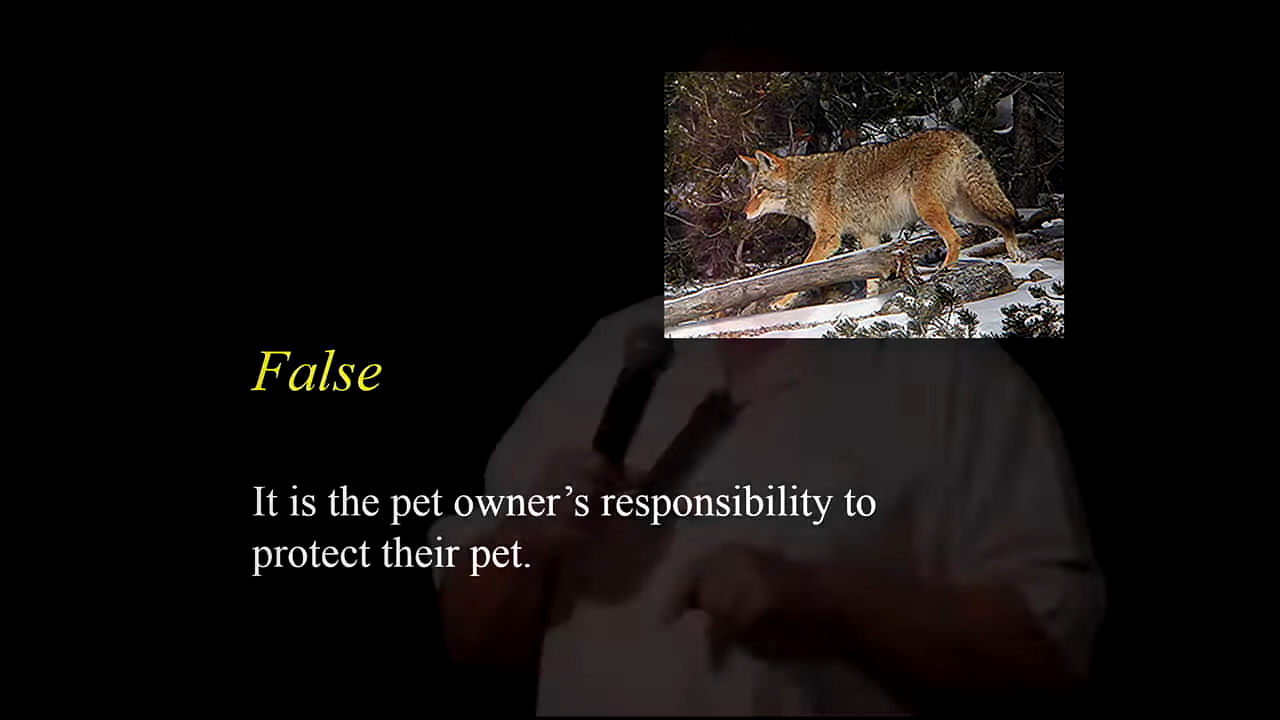 False
It is the pet owner’s responsibility to
protect their pet.